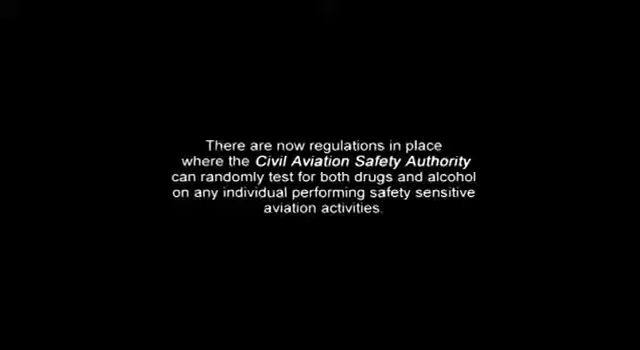 There are now regulations in place
where the Civil Aviation Safety Authority
can randomly test for both drugs and alcohol
on any individual performing safety sensitive
aviation activities.